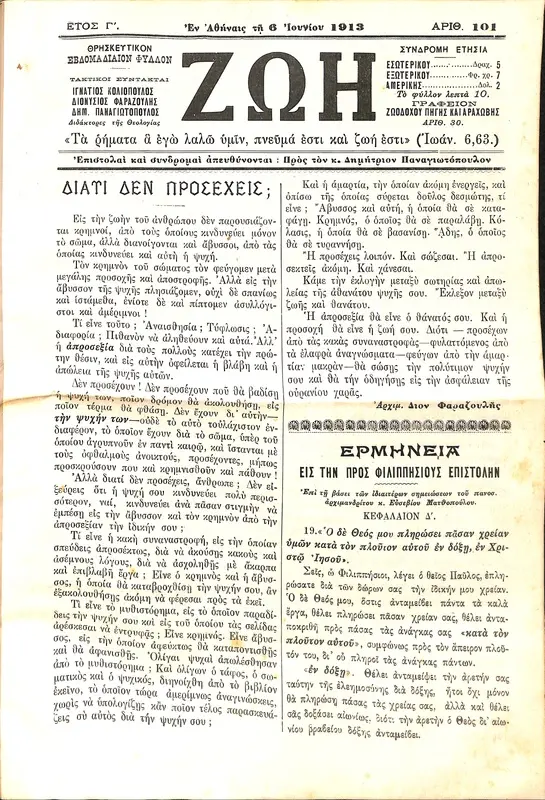 ΕΤΟΣ Γ΄.
Ἐν Ἀθήναις τῇ 6 Ἰουνίου 1913
ΑΡΙΘ. 101
ΘΡΗΣΚΕΥΤΙΚΟΝ
ΕΒΔΟΜΑΔΙΑΙΟΝ ΦΥΛΛΟΝ
ΤΑΚΤΙΚΟΙ ΣΥΝΤΑΚΤΑΙ
ΙΓΝΑΤΙΟΣ ΚΟΛΙΟΠΟΥΛΟΣ
ΔΙΟΝΥΣΙΟΣ ΦΑΡΑΖΟΥΛΗΣ
ΔΗΜ. ΠΑΝΑΓΙΩΤΟΠΟΥΛΟΣ
Διδάκτορες τῆς Θεολογίας
ΖΩΗ
ΣΥΝΔΡΟΜΗ ΕΤΗΣΙΑ
ΕΣΩΤΕΡΙΚΟΥ............Δραχ. 5
ΕΞΩΤΕΡΙΚΟΥ............Φρ. χρ. 7
ΑΜΕΡΙΚΗΣ............Δολ. 2
Τὸ φύλλον λεπτὰ 10.
ΓΡΑΦΕΙΟΝ
ΖΩΟΔΟΧΟΥ ΠΗΓΗΣ ΚΑΙ ΑΡΑΧΩΒΗΣ
ΑΡΙΘ. 30.
«Τὰ ῥήματα ἃ ἐγὼ λαλῶ ὑμῖν, πνεῦμά ἐστι καὶ ζωή ἐστι» (Ἰωάν. 6,63.)
Ἐπιστολαὶ καὶ συνδρομαὶ ἀπευθύνονται : Πρὸς τὸν κ. Δημήτριον Παναγιωτόπουλον
ΔΙΑΤΙ ΔΕΝ ΠΡΟΣΕΧΕΙΣ;
Εἰς τὴν ζωὴν τοῦ ἀνθρώπου δὲν παρουσιάζον-
ται κρημνοί, ἀπὸ τοὺς ὁποίους κινδυνεύει μόνον
τὸ σῶμα, ἀλλὰ διανοίγονται καὶ ἄβυσσοι, ἀπὸ τὰς
ὁποίας κινδυνεύει καὶ αὐτὴ ἡ ψυχή.
Τὸν κρημνὸν τοῦ σώματος τὸν φεύγομεν μετὰ
μεγάλης προσοχῆς καὶ ἀποστροφῆς. Ἀλλὰ εἰς τὴν
ἄβυσσον τῆς ψυχῆς πλησιάζομεν, οὐχὶ δὲ σπανίως
καὶ ἱστάμεθα, ἐνίοτε δὲ καὶ πίπτομεν ἀσυλλόγι-
στοι καὶ ἀμέριμνοι!
Τί εἶνε τοῦτο; Ἀναισθησία; Τύφλωσις; Ἀ-
διαφορία; Πιθανὸν νὰ ἀληθεύουν καὶ αὐτά. Ἀλλ'
ἡ ἀπροσεξία διὰ τοὺς πολλοὺς κατέχει τὴν πρώ-
την θέσιν, καὶ εἰς αὐτὴν ὀφείλεται ἡ βλάβη καὶ ἡ
ἀπώλεια τῆς ψυχῆς αὐτῶν.
Δὲν προσέχουν! Δὲν προσέχουν ποῦ θὰ βαδίσῃ
ἡ ψυχή των, ποῖον δρόμον θὰ ἀκολουθήσῃ, εἰς
ποῖον τέρμα θὰ φθάσῃ. Δὲν ἔχουν δι' αὐτήν—
τὴν ψυχήν των—οὐδὲ τὸ αὐτὸ τοὐλάχιστον ἐν-
διαφέρον, τὸ ὁποῖον ἔχουν διὰ τὸ σῶμα, ὑπὲρ τοῦ
ὁποίου ἀγρυπνοῦν ἐν παντὶ καιρῷ, καὶ ἵστανται μὲ
τοὺς ὀφθαλμοὺς ἀνοικτούς, προσέχοντες, μήπως
προσκρούσουν που καὶ κρημνισθοῦν καὶ πάθουν!
Ἀλλὰ διατί δὲν προσέχεις, ἄνθρωπε; Δὲν εἰ-
ξεύρεις ὅτι ἡ ψυχή σου κινδυνεύει πολὺ περισ-
σότερον, ναί, κινδυνεύει ἀνὰ πᾶσαν στιγμὴν νὰ
ἐμπέσῃ εἰς τὴν ἄβυσσον καὶ τὸν κρημνὸν ἀπὸ τὴν
ἀπροσεξίαν τὴν ἰδικήν σου;
Τί εἶνε ἡ κακὴ συναναστροφή, εἰς τὴν ὁποίαν
σπεύδεις ἀπροσέκτως, διὰ νὰ ἀκούσῃς κακοὺς καὶ
ἀσέμνους λόγους, διὰ νὰ ἀσχοληθῇς μὲ ἄκαρπα
καὶ ἐπιβλαβῆ ἔργα; Εἶνε ὁ κρημνὸς καὶ ἡ ἄβυσ-
σος, ἡ ὁποία θὰ καταβροχθίσῃ τὴν ψυχήν σου, ἂν
ἐξακολουθήσῃς ἀκόμη νὰ φέρεσαι πρὸς τὰ ἐκεῖ.
Τί εἶνε τὸ μυθιστόρημα, εἰς τὸ ὁποῖον παραδί-
δεις τὴν ψυχήν σου καὶ εἰς τοῦ ὁποίου τὰς σελίδας
ἀρέσκεσαι νὰ ἐντρυφᾷς; Εἶνε κρημνός. Εἶνε ἄβυσ-
σος, εἰς τὴν ὁποίαν ἀφεύκτως θὰ καταποντισθῇς
καὶ θὰ ἀφανισθῇς. Ὀλίγαι ψυχαὶ ἀπωλέσθησαν
ἀπὸ τὸ μυθιστόρημα; Καὶ ὀλίγον ὁ τάφος, ὁ σω-
ματικὸς καὶ ὁ ψυχικός, διηνοίχθη ἀπὸ τὸ βιβλίον
ἐκεῖνο, τὸ ὁποῖον τώρα ἀμερίμνως ἀναγινώσκεις,
χωρὶς νὰ ὑπολογίζῃς κἂν ποῖον τέλος παρασκευά-
ζεις σὺ αὐτὸς διὰ τὴν ψυχήν σου;
Καὶ ἡ ἁμαρτία, τὴν ὁποίαν ἀκόμη ἐνεργεῖς, καὶ
ὀπίσω τῆς ὁποίας σύρεται δοῦλος δεσμώτης, τί
εἶνε; Ἄβυσσος καὶ αὐτή, ἡ ὁποία θὰ σὲ κατα-
φάγῃ. Κρημνός, ὁ ὁποῖος θὰ σὲ παραλάβῃ. Κό-
λασις, ἡ ὁποία θὰ σὲ βασανίσῃ. Ἅδης, ὁ ὁποῖος
θὰ σὲ τυραννήσῃ.
Ἢ προσέχεις λοιπόν. Καὶ σώζεσαι. Ἢ ἀπρο-
σεκτεῖς ἀκόμη. Καὶ χάνεσαι.
Κάμε τὴν ἐκλογὴν μεταξὺ σωτηρίας καὶ ἀπω-
λείας τῆς ἀθανάτου ψυχῆς σου. Ἔκλεξον μεταξὺ
ζωῆς καὶ θανάτου.
Ἡ ἀπροσεξία θὰ εἶνε ὁ θάνατός σου. Καὶ ἡ
προσοχὴ θὰ εἶνε ἡ ζωή σου. Διότι — προσέχων
ἀπὸ τὰς κακὰς συναναστροφὰς—φυλαττόμενος ἀπὸ
τὰ ἐλαφρὰ ἀναγνώσματα—φεύγων ἀπὸ τὴν ἁμαρ-
τίαν μακρὰν—θὰ σώσῃς τὴν πολύτιμον ψυχήν
σου καὶ θὰ τὴν ὁδηγήσῃς εἰς τὴν ἀσφάλειαν τῆς
οὐρανίου χαρᾶς.
Ἀρχιμ. Διον Φαραζουλῆς
ΕΡΜΗΝΕΙΑ
ΕΙΣ ΤΗΝ ΠΡΟΣ ΦΙΛΙΠΠΗΣΙΟΥΣ ΕΠΙΣΤΟΛΗΝ
Ἐπὶ τῇ βάσει τῶν ἰδιαιτέρων σημειώσεων τοῦ πανοσ.
ἀρχιμανδρίτου κ. Εὐσεβίου Ματθοπούλου.
ΚΕΦΑΛΑΙΟΝ Δ΄.
19.«Ὁ δὲ Θεός μου πληρώσει πᾶσαν χρείαν
ὑμῶν κατὰ τὸν πλοῦτον αὐτοῦ ἐν δόξῃ, ἐν Χρι-
στῷ Ἰησοῦ».
Σεῖς, ὦ Φιλιππήσιοι, λέγει ὁ θεῖος Παῦλος, ἐπλη-
ρώσατε διὰ τῶν δώρων σας τὴν ἰδικήν μου χρείαν.
Ὁ δὲ Θεός μου, ὅστις ἀνταμείβει πάντα τὰ καλὰ
ἔργα, θέλει πληρώσει πᾶσαν χρείαν σας, θέλει ἀντα-
ποκριθῆ πρὸς πάσας τὰς ἀνάγκας σας «κατὰ τὸν
πλοῦτον αὐτοῦ», συμφώνως πρὸς τὸν ἄπειρον πλοῦ-
τόν του, δι' οὗ πληροῖ τὰς ἀνάγκας πάντων.
«ἐν δόξῃ». Θέλει ἀνταμείψει τὴν ἀρετήν σας
ταύτην τῆς ἐλεημοσύνης διὰ δόξης, ἤτοι ὄχι μόνον
θὰ πληρώσῃ πάσας τὰς χρείας σας, ἀλλὰ καὶ θέλει
σᾶς δοξάσει αἰωνίως, διότι τὴν ἀρετὴν ὁ Θεὸς δι' αἰω-
νίου βραβείου δόξης ἀνταμείβει.